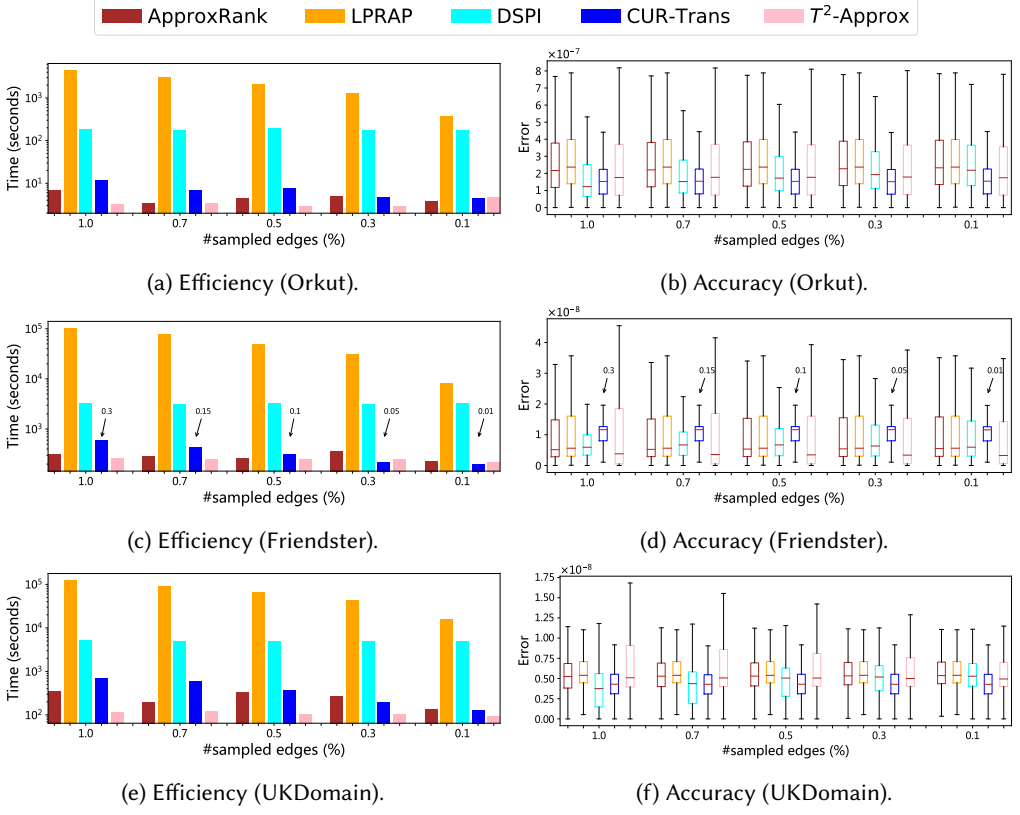 ApproxRank LPRAP DSPI CUR-Trans T²-Approx
Time (seconds)
10³
10²
10¹
1.0 0.7 0.5 0.3 0.1
#sampled edges (%)
(a) Efficiency (Orkut).
×10⁻⁷
Error
8
7
6
5
4
3
2
1
0
1.0 0.7 0.5 0.3 0.1
#sampled edges (%)
(b) Accuracy (Orkut).
Time (seconds)
10⁵
10⁴
10³
0.3 0.15 0.1 0.05 0.01
1.0 0.7 0.5 0.3 0.1
#sampled edges (%)
(c) Efficiency (Friendster).
×10⁻⁸
Error
4
3
2
1
0
0.3 0.15 0.1 0.05 0.01
1.0 0.7 0.5 0.3 0.1
#sampled edges (%)
(d) Accuracy (Friendster).
Time (seconds)
10⁵
10⁴
10³
10²
1.0 0.7 0.5 0.3 0.1
#sampled edges (%)
(e) Efficiency (UKDomain).
×10⁻⁸
Error
1.75
1.50
1.25
1.00
0.75
0.50
0.25
0.00
1.0 0.7 0.5 0.3 0.1
#sampled edges (%)
(f) Accuracy (UKDomain).